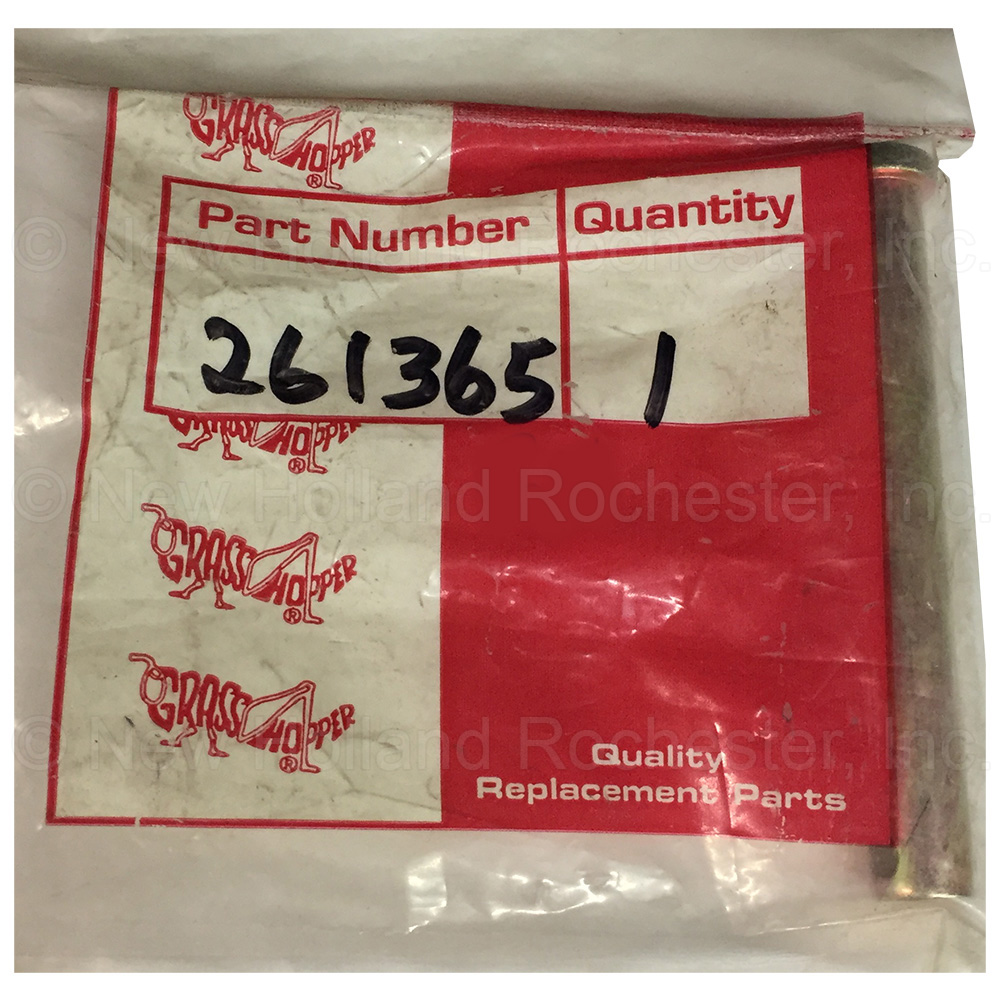 GRASSHOPPER®
Part Number Quantity
© New Holland Rochester, Inc.
261365 1
HOPPER®
© New Holland Rochester, Inc.
GRASSHOPPER®
GRASSHOPPER®
© New Holland Rochester, Inc.
Quality
Replacement Parts